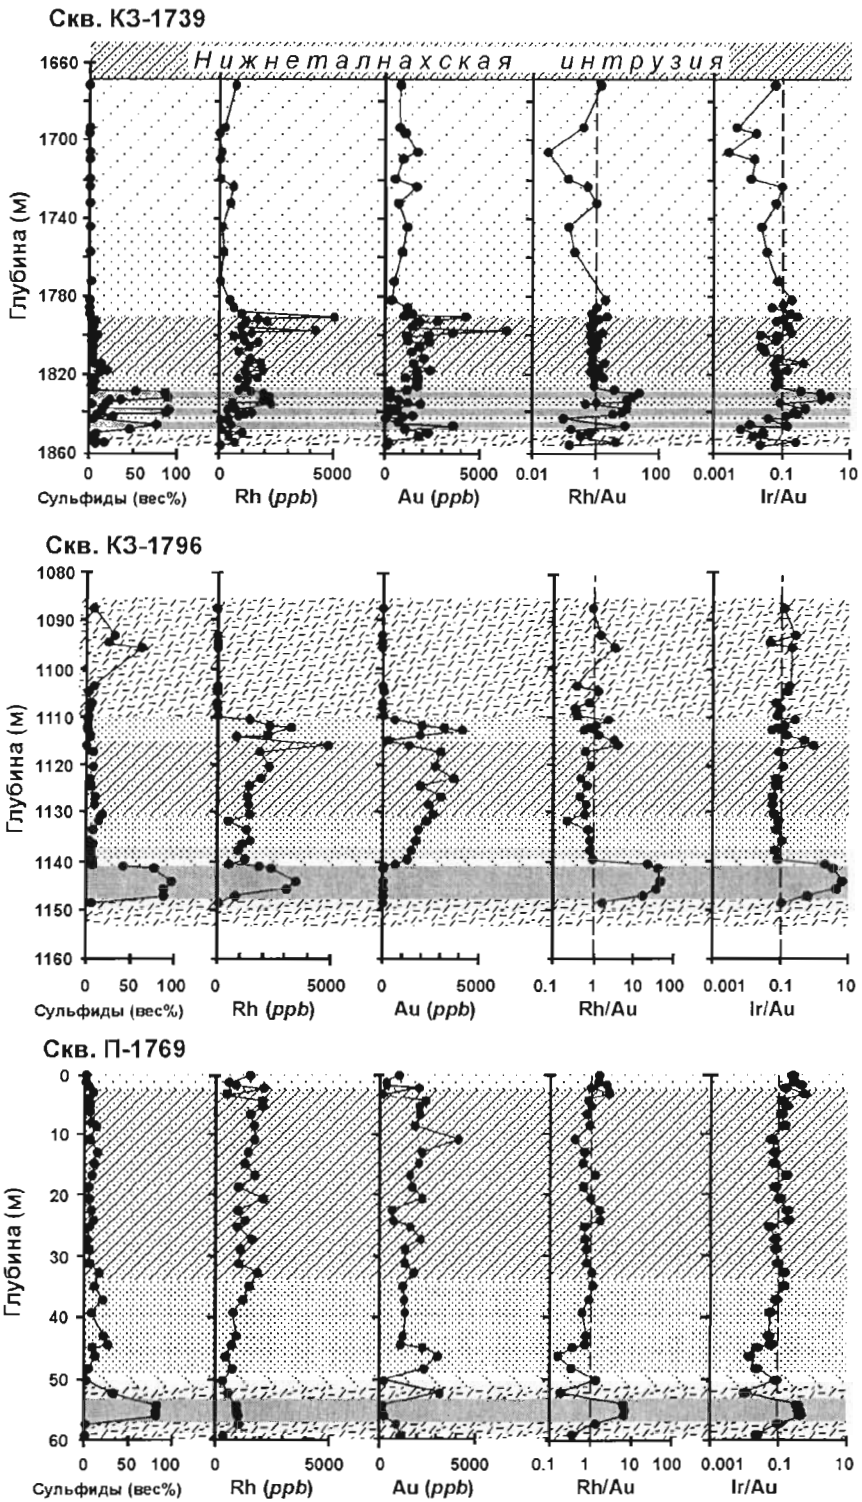 Скв. КЗ-1739
Нижнеталнахская интрузия
Глубина (м)
1660
1700
1740
1780
1820
1860
0 50 100 0 5000 0 5000 0.01 1 100 0.001 0.1 10
Сульфиды (вес%) Rh (ppb) Au (ppb) Rh/Au Ir/Au
Скв. КЗ-1796
Глубина (м)
1080
1090
1100
1110
1120
1130
1140
1150
1160
0 50 100 0 5000 0 5000 0.1 1 10 100 0.001 0.1 10
Сульфиды (вес%) Rh (ppb) Au (ppb) Rh/Au Ir/Au
Скв. П-1769
Глубина (м)
0
10
20
30
40
50
60
0 50 100 0 5000 0 5000 0.1 1 10 100 0.001 0.1 10
Сульфиды (вес%) Rh (ppb) Au (ppb) Rh/Au Ir/Au